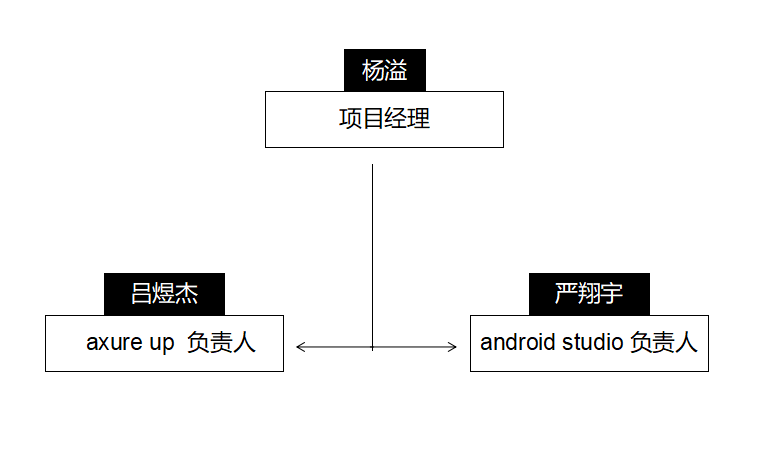 杨溢
项目经理
吕煜杰
严翔宇
axure up 负责人
android studio 负责人